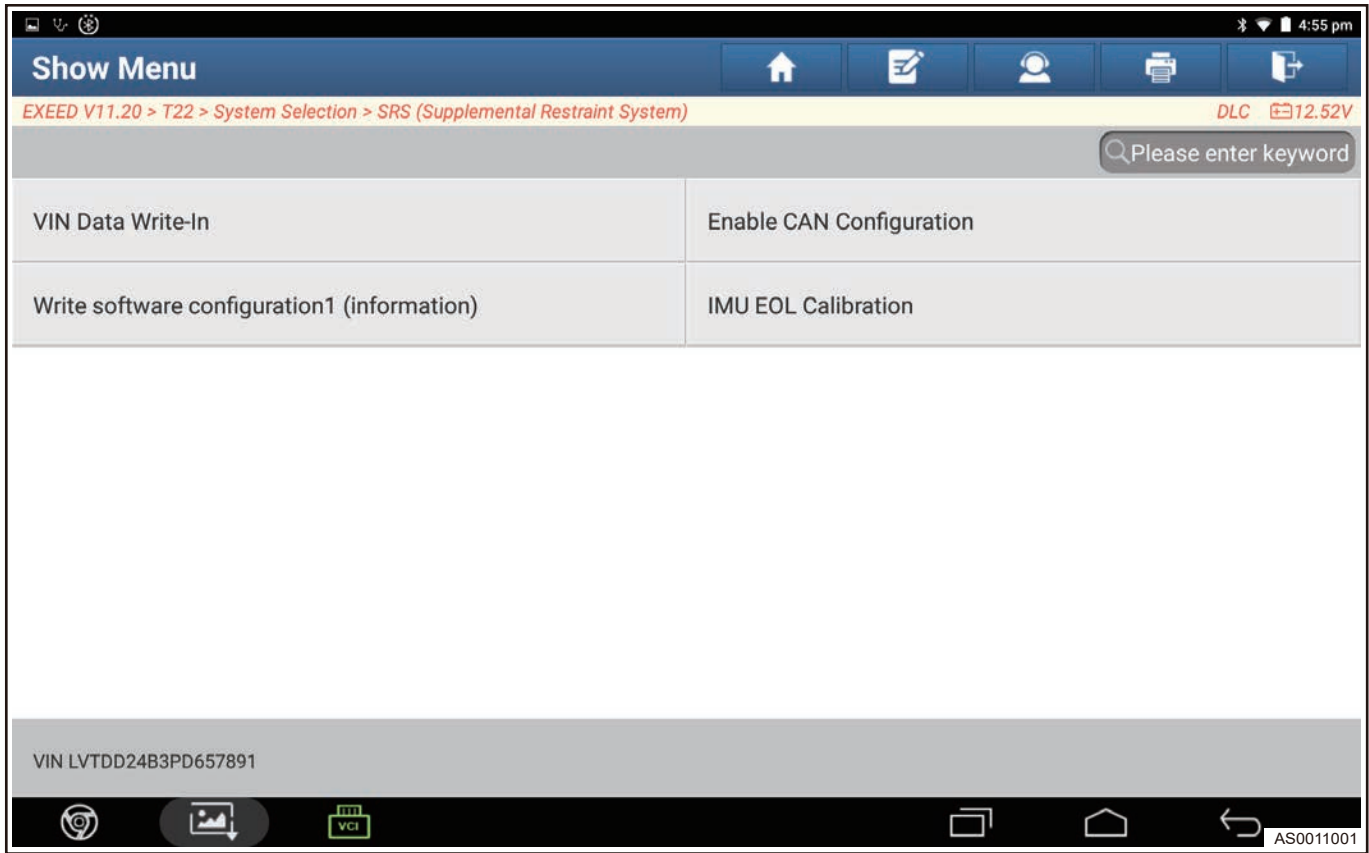 4:55 pm
Show Menu
EXEED V11.20 > T22 > System Selection > SRS (Supplemental Restraint System)
DLC 12.52V
Please enter keyword
VIN Data Write-In
Enable CAN Configuration
Write software configuration1 (information)
IMU EOL Calibration
VIN LVTDD24B3PD657891
VCI
AS0011001